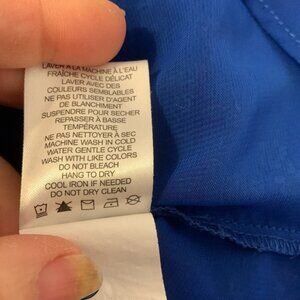 LAVER A LA MACHINE À L'EAU
FRAÎCHE CYCLE DÉLICAT
LAVER AVEC DES
COULEURS SEMBLABLES
NE PAS UTILISER D'AGENT
DE BLANCHIMENT
SUSPENDRE POUR SECHER
REPASSER À BASSE
TEMPÉRATURE
NE PAS NETTOYER À SEC
MACHINE WASH IN COLD
WATER GENTLE CYCLE
WASH WITH LIKE COLORS
DO NOT BLEACH
HANG TO DRY
COOL IRON IF NEEDED
DO NOT DRY CLEAN